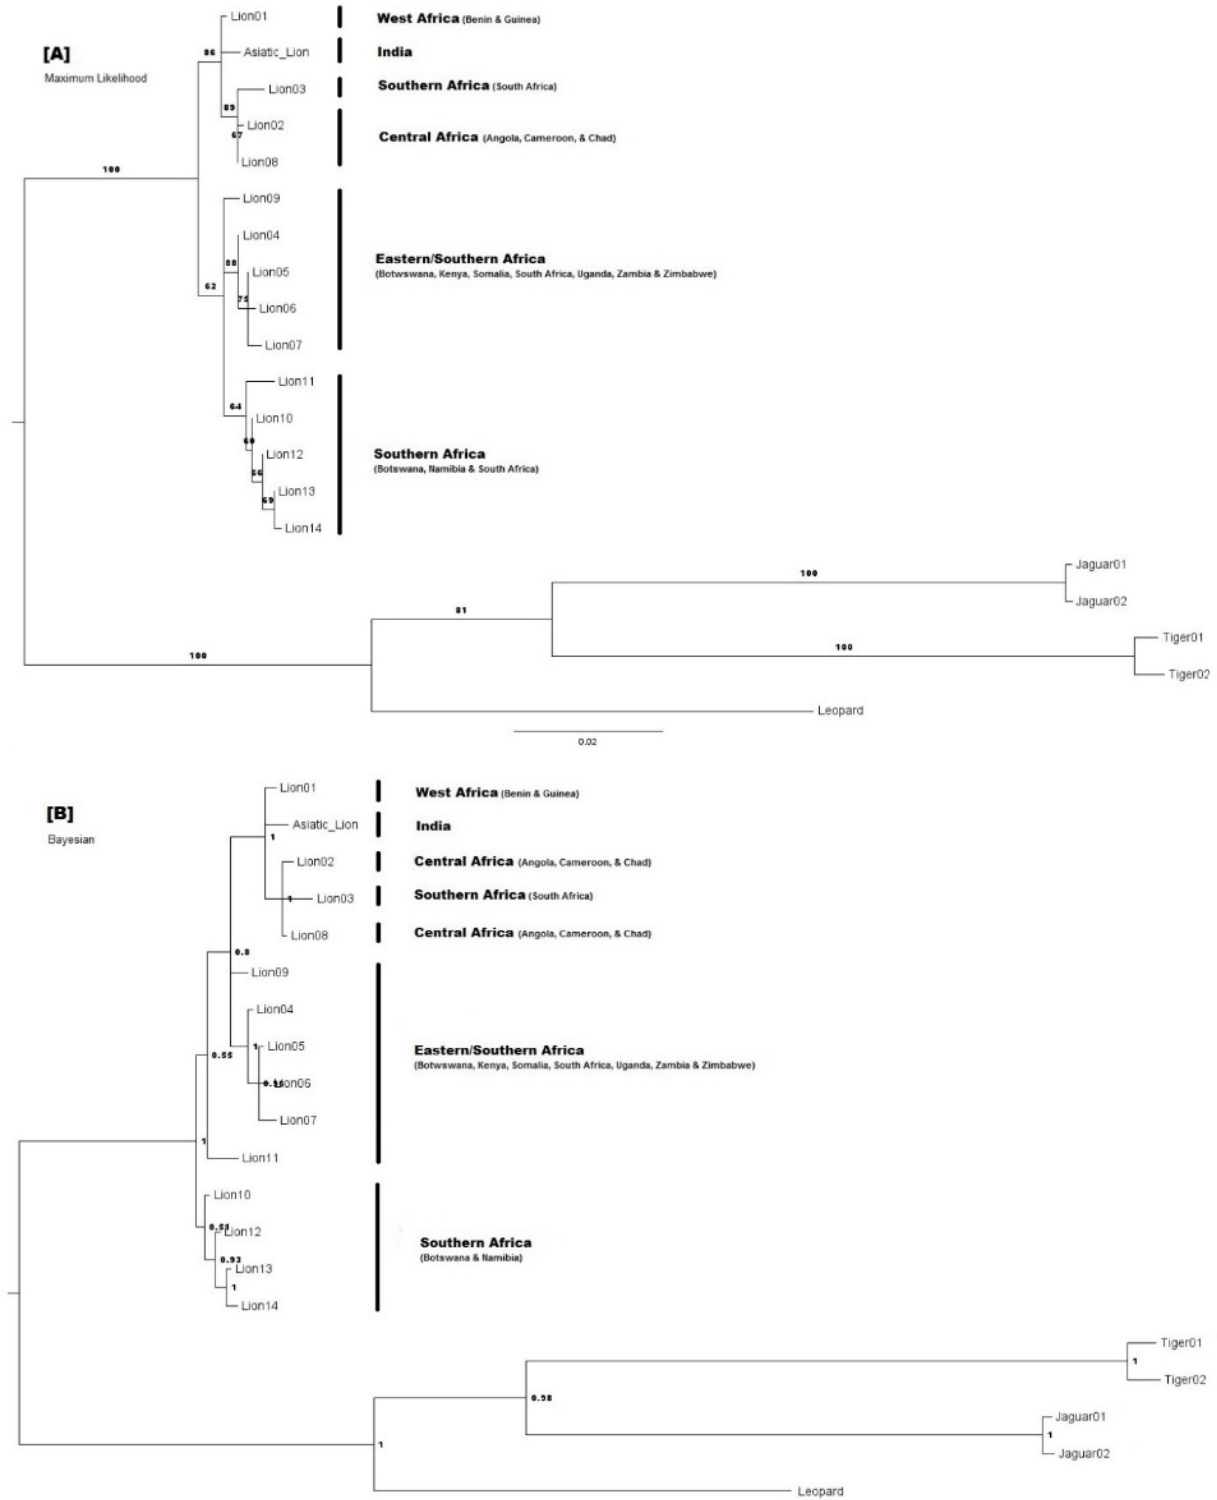 Lion01
West Africa (Benin & Guinea)
[A]
Maximum Likelihood
86
Asiatic_Lion
India
Lion03
Southern Africa (South Africa)
89
Lion02
67
Central Africa (Angola, Cameroon, & Chad)
Lion08
100
Lion09
Lion04
88
Eastern/Southern Africa
(Botwswana, Kenya, Somalia, South Africa, Uganda, Zambia & Zimbabwe)
Lion05
62
75
Lion06
Lion07
Lion11
64
Lion10
60
Lion12
Southern Africa
(Botswana, Namibia & South Africa)
Lion13
69
Lion14
100
Jaguar01
Jaguar02
81
100
Tiger01
100
Tiger02
Leopard
0.02
Lion01
West Africa (Benin & Guinea)
[B]
Bayesian
Asiatic_Lion
India
1
Lion02
Central Africa (Angola, Cameroon, & Chad)
1
Lion03
Southern Africa (South Africa)
Lion08
Central Africa (Angola, Cameroon, & Chad)
0.8
Lion09
Lion04
1
Lion05
Eastern/Southern Africa
(Botwswana, Kenya, Somalia, South Africa, Uganda, Zambia & Zimbabwe)
0.55
Lion06
Lion07
1
Lion11
Lion10
0.51
Lion12
Southern Africa
(Botswana & Namibia)
0.93
Lion13
1
Lion14
Tiger01
1
Tiger02
0.98
Jaguar01
1
Jaguar02
1
Leopard